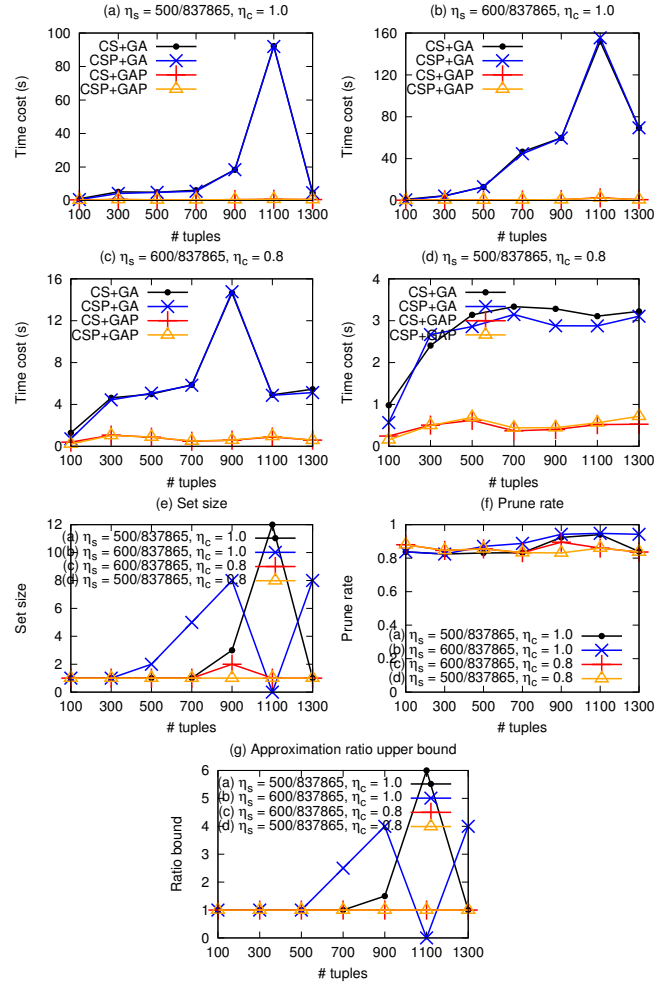 (a) ηs = 500/837865, ηc = 1.0
Time cost (s)
100
80
60
40
20
0
CS+GA
CSP+GA
CS+GAP
CSP+GAP
100 300 500 700 900 1100 1300
# tuples
(b) ηs = 600/837865, ηc = 1.0
Time cost (s)
160
120
80
40
0
CS+GA
CSP+GA
CS+GAP
CSP+GAP
100 300 500 700 900 1100 1300
# tuples
(c) ηs = 600/837865, ηc = 0.8
Time cost (s)
16
12
8
4
0
CS+GA
CSP+GA
CS+GAP
CSP+GAP
100 300 500 700 900 1100 1300
# tuples
(d) ηs = 500/837865, ηc = 0.8
Time cost (s)
4
3
2
1
0
CS+GA
CSP+GA
CS+GAP
CSP+GAP
100 300 500 700 900 1100 1300
# tuples
(e) Set size
Set size
12
10
8
6
4
2
0
(a) ηs = 500/837865, ηc = 1.0
(b) ηs = 600/837865, ηc = 1.0
(c) ηs = 600/837865, ηc = 0.8
(d) ηs = 500/837865, ηc = 0.8
100 300 500 700 900 1100 1300
# tuples
(f) Prune rate
Prune rate
1
0.8
0.6
0.4
0.2
0
(a) ηs = 500/837865, ηc = 1.0
(b) ηs = 600/837865, ηc = 1.0
(c) ηs = 600/837865, ηc = 0.8
(d) ηs = 500/837865, ηc = 0.8
100 300 500 700 900 1100 1300
# tuples
(g) Approximation ratio upper bound
Ratio bound
6
5
4
3
2
1
0
(a) ηs = 500/837865, ηc = 1.0
(b) ηs = 600/837865, ηc = 1.0
(c) ηs = 600/837865, ηc = 0.8
(d) ηs = 500/837865, ηc = 0.8
100 300 500 700 900 1100 1300
# tuples